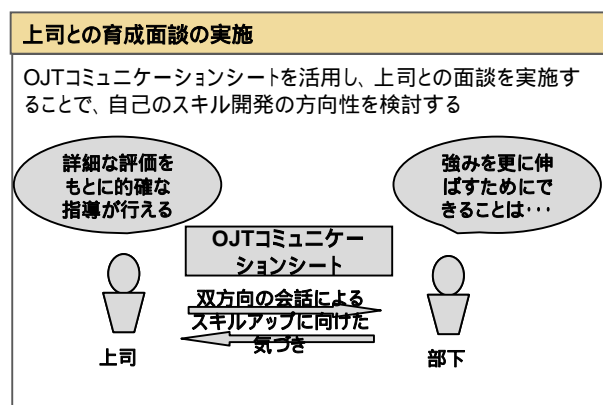 上司との育成面談の実施
OJTコミュニケーションシートを活用し、上司との面談を実施す
ることで、自己のスキル開発の方向性を検討する
詳細な評価を
もとに的確な
指導が行える
強みを更に伸
ばすためにで
きることは・・・
OJTコミュニケー
ションシート
双方向の会話による
スキルアップに向けた
気づき
上司
部下